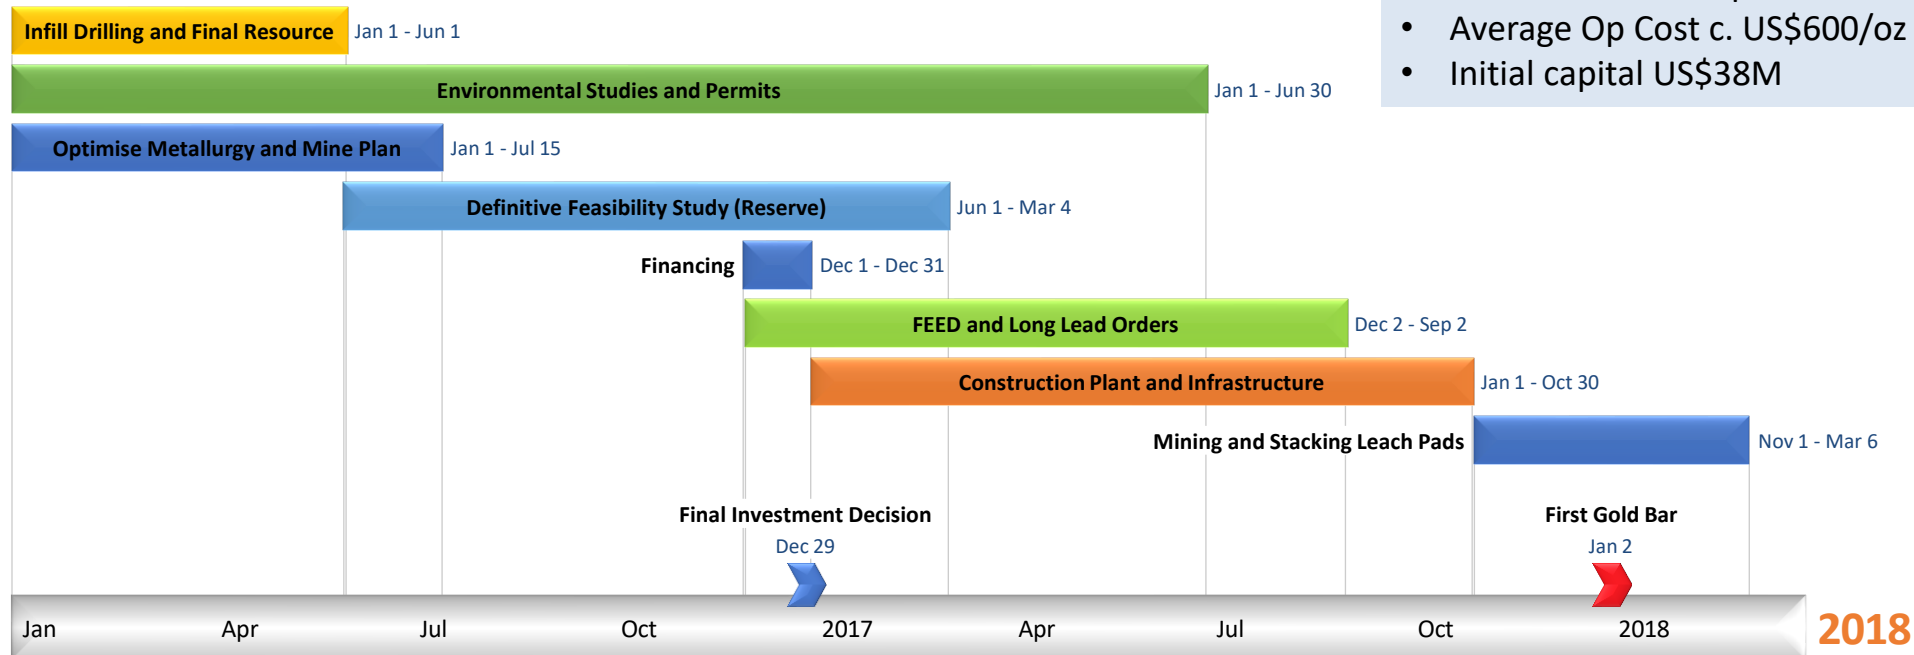 • Average Op Cost c. US$600/oz
• Initial capital US$38M
Infill Drilling and Final Resource Jan 1 - Jun 1
Environmental Studies and Permits Jan 1 - Jun 30
Optimise Metallurgy and Mine Plan Jan 1 - Jul 15
Definitive Feasibility Study (Reserve) Jun 1 - Mar 4
Financing Dec 1 - Dec 31
FEED and Long Lead Orders Dec 2 - Sep 2
Construction Plant and Infrastructure Jan 1 - Oct 30
Mining and Stacking Leach Pads Nov 1 - Mar 6
Final Investment Decision First Gold Bar
Dec 29 Jan 2
Jan Apr Jul Oct 2017 Apr Jul Oct 2018 2018